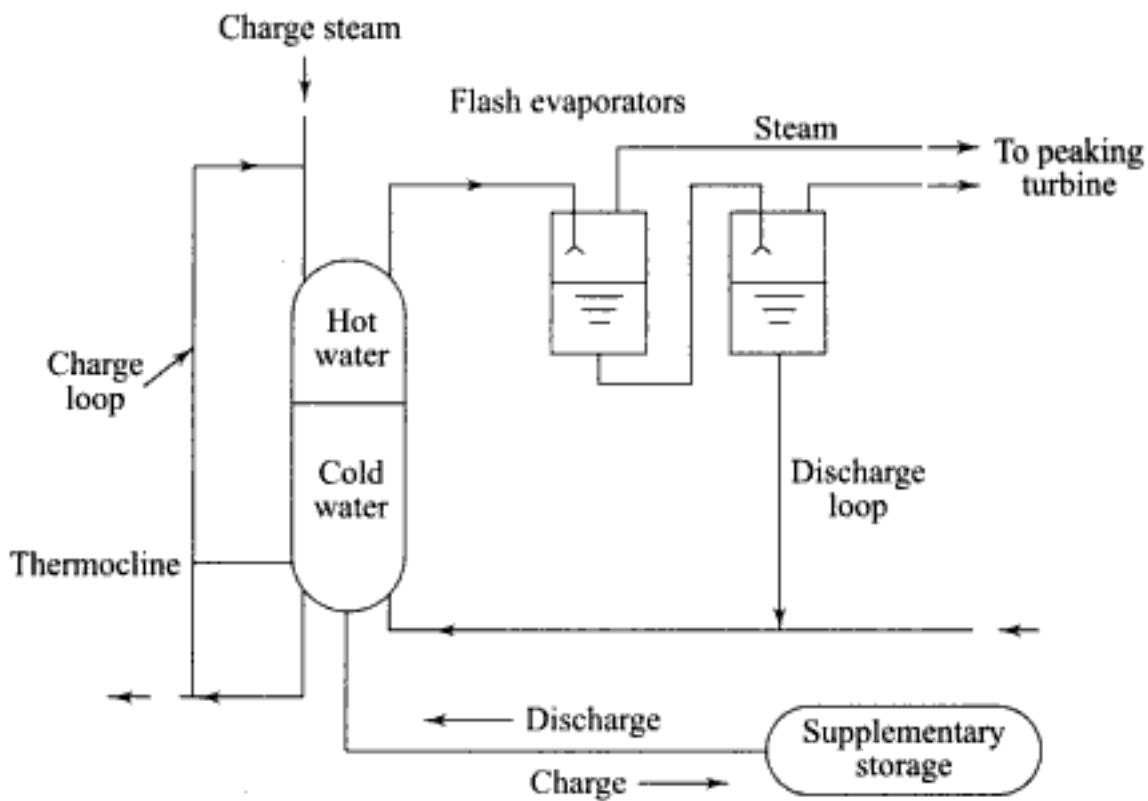 Charge steam
Flash evaporators
Steam
To peaking
turbine
Hot
water
Charge
loop
Cold
water
Discharge
loop
Thermocline
Discharge
Supplementary
storage
Charge